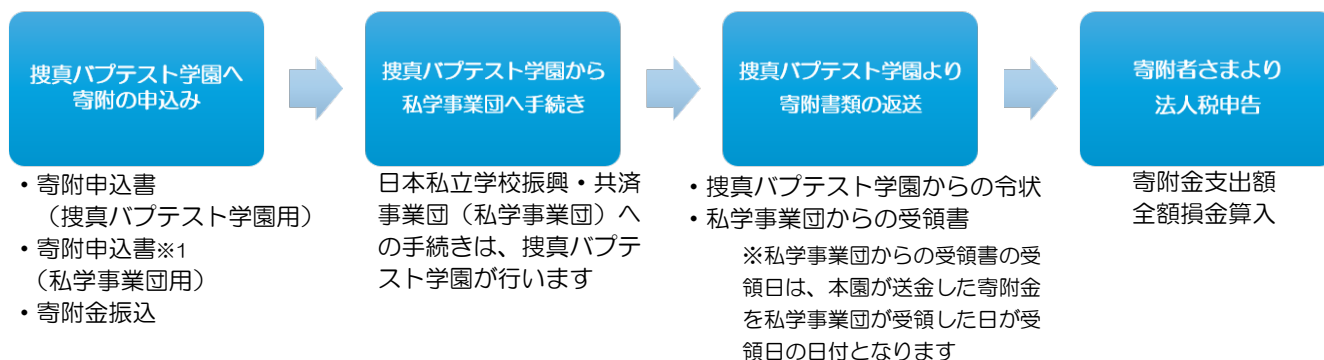 捜真バプテスト学園へ
寄附の申込み
・寄附申込書
（捜真バプテスト学園用）
・寄附申込書※1
（私学事業団用）
・寄附金振込
捜真バプテスト学園から
私学事業団へ手続き
日本私立学校振興・共済
事業団（私学事業団）へ
の手続きは、捜真バプテ
スト学園が行います
捜真バプテスト学園より
寄附書類の返送
・捜真バプテスト学園からの令状
・私学事業団からの受領書
※私学事業団からの受領書の受
領日は、本園が送金した寄附金
を私学事業団が受領した日が受
領日の日付となります
寄附者さまより
法人税申告
寄附金支出額
全額損金算入